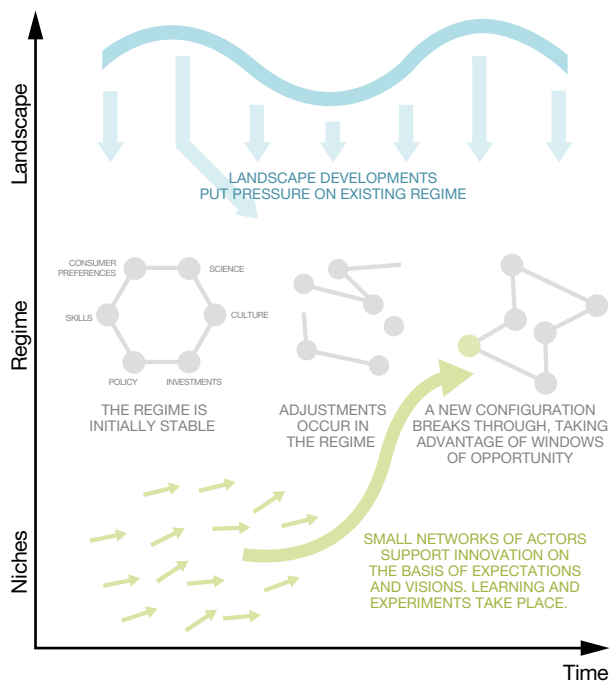 Landscape
LANDSCAPE DEVELOPMENTS
PUT PRESSURE ON EXISTING REGIME
Regime
CONSUMER
PREFERENCES
SCIENCE
SKILLS
CULTURE
POLICY
INVESTMENTS
THE REGIME IS
INITIALLY STABLE
ADJUSTMENTS
OCCUR IN
THE REGIME
A NEW CONFIGURATION
BREAKS THROUGH, TAKING
ADVANTAGE OF WINDOWS
OF OPPORTUNITY
Niches
SMALL NETWORKS OF ACTORS
SUPPORT INNOVATION ON
THE BASIS OF EXPECTATIONS
AND VISIONS. LEARNING AND
EXPERIMENTS TAKE PLACE.
Time